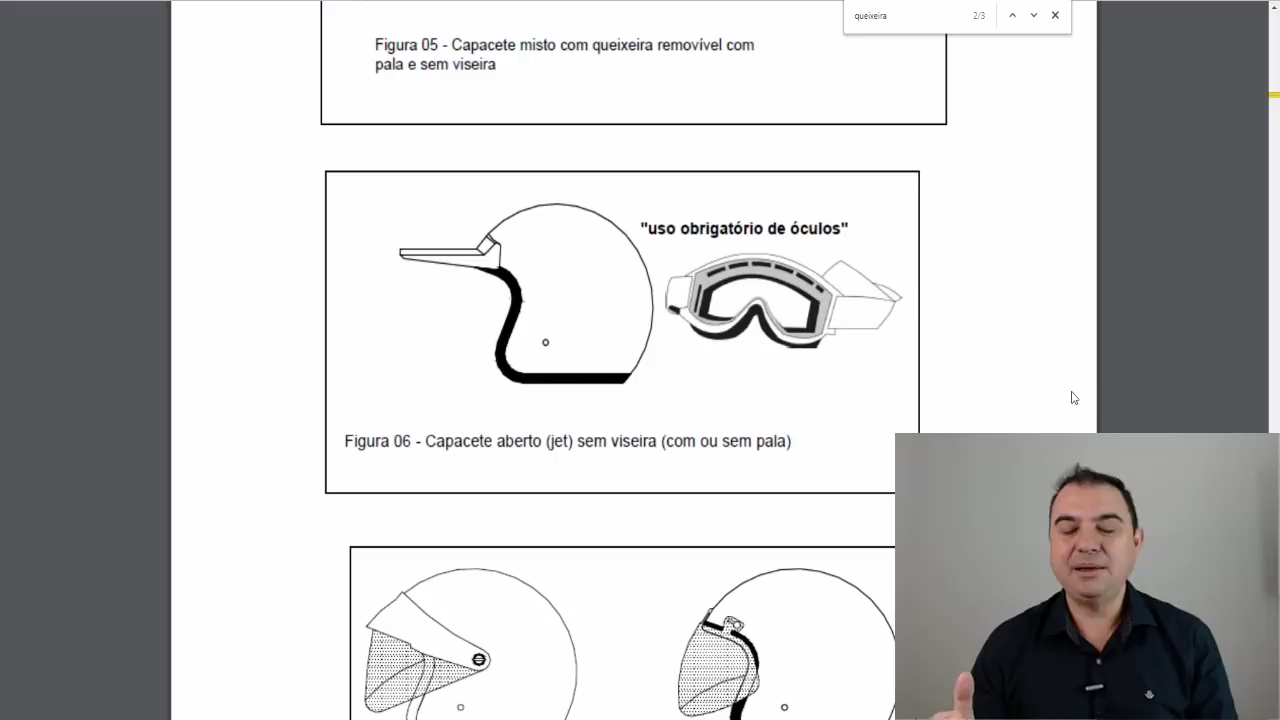 queixeira 2/3
Figura 05 - Capacete misto com queixeira removível com
pala e sem viseira
"uso obrigatório de óculos"
Figura 06 - Capacete aberto (jet) sem viseira (com ou sem pala)